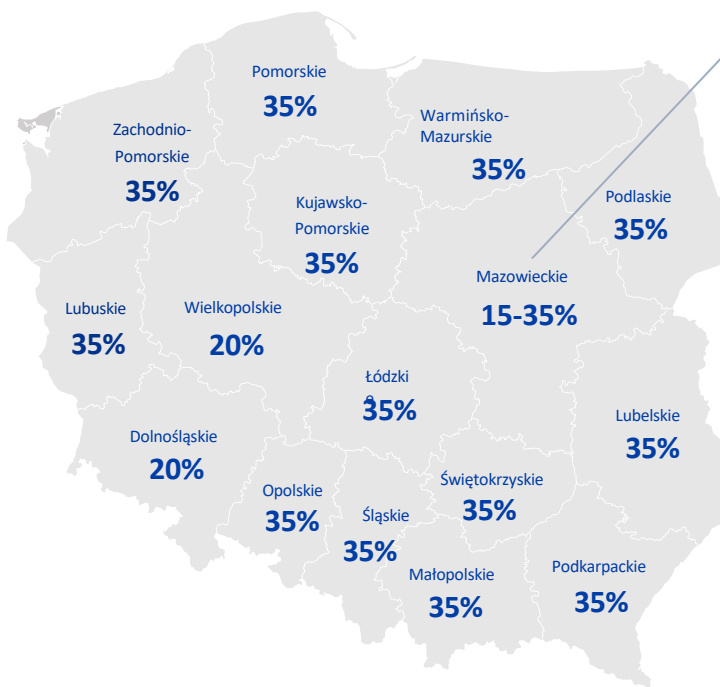 Pomorskie
35%
Warmińsko-
Mazurskie
35%
Zachodnio-
Pomorskie
35%
Kujawsko-
Pomorskie
35%
Podlaskie
35%
Mazowieckie
15-35%
Lubuskie
35%
Wielkopolskie
20%
Łódzki
e
35%
Lubelskie
35%
Dolnośląskie
20%
Opolskie
35%
Śląskie
35%
Świętokrzyskie
35%
Małopolskie
35%
Podkarpackie
35%